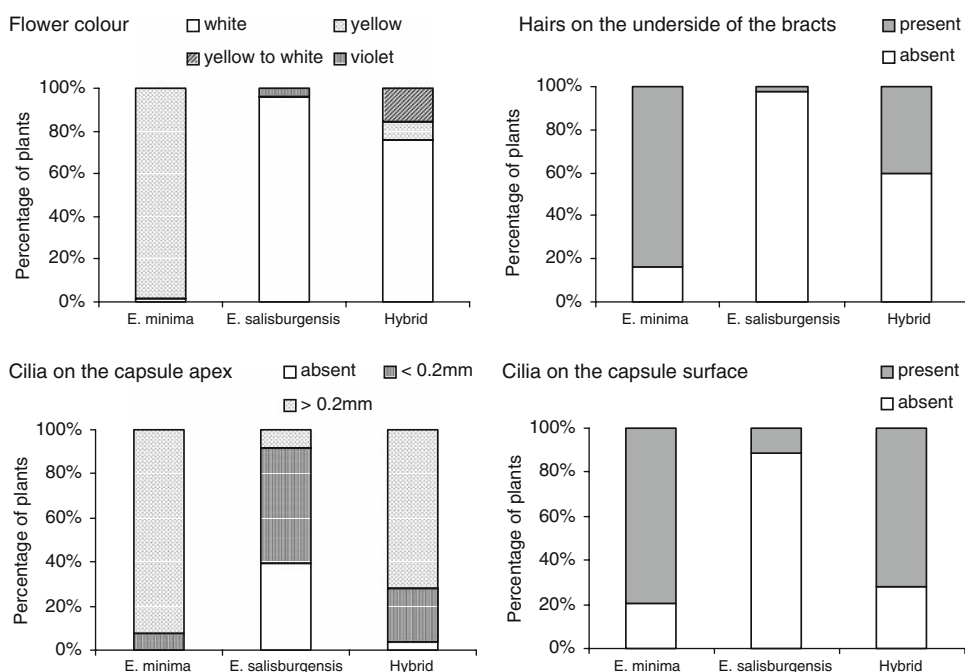 Flower colour
white
yellow
yellow to white
violet
Percentage of plants
100%
80%
60%
40%
20%
0%
E. minima
E. salisburgensis
Hybrid
Hairs on the underside of the bracts
present
absent
Percentage of plants
100%
80%
60%
40%
20%
0%
E. minima
E. salisburgensis
Hybrid
Cilia on the capsule apex
absent
< 0.2mm
> 0.2mm
Percentage of plants
100%
80%
60%
40%
20%
0%
E. minima
E. salisburgensis
Hybrid
Cilia on the capsule surface
present
absent
Percentage of plants
100%
80%
60%
40%
20%
0%
E. minima
E. salisburgensis
Hybrid